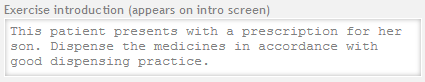 Exercise introduction (appears on intro screen)
This patient presents with a prescription for her
son. Dispense the medicines in accordance with
good dispensing practice.